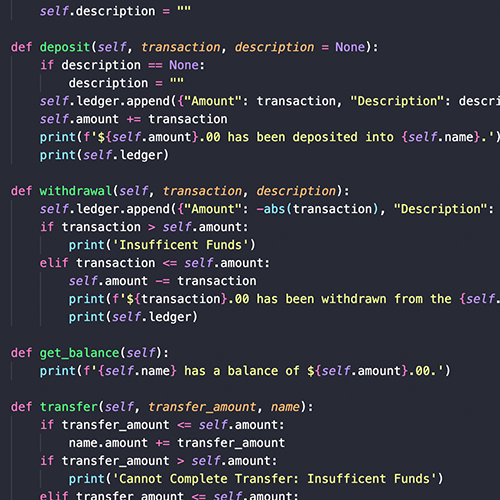 self.description = ""
def deposit(self, transaction, description = None):
if description == None:
description = ""
self.ledger.append({"Amount": transaction, "Description": descri
self.amount += transaction
print(f'${self.amount}.00 has been deposited into {self.name}.')
print(self.ledger)
def withdrawal(self, transaction, description):
self.ledger.append({"Amount": -abs(transaction), "Description":
if transaction > self.amount:
print('Insufficent Funds')
elif transaction <= self.amount:
self.amount -= transaction
print(f'${transaction}.00 has been withdrawn from the {self.
print(self.ledger)
def get_balance(self):
print(f'{self.name} has a balance of ${self.amount}.00.')
def transfer(self, transfer_amount, name):
if transfer_amount <= self.amount:
name.amount += transfer_amount
if transfer_amount > self.amount:
print('Cannot Complete Transfer: Insufficent Funds')
elif transfer_amount <= self.amount: